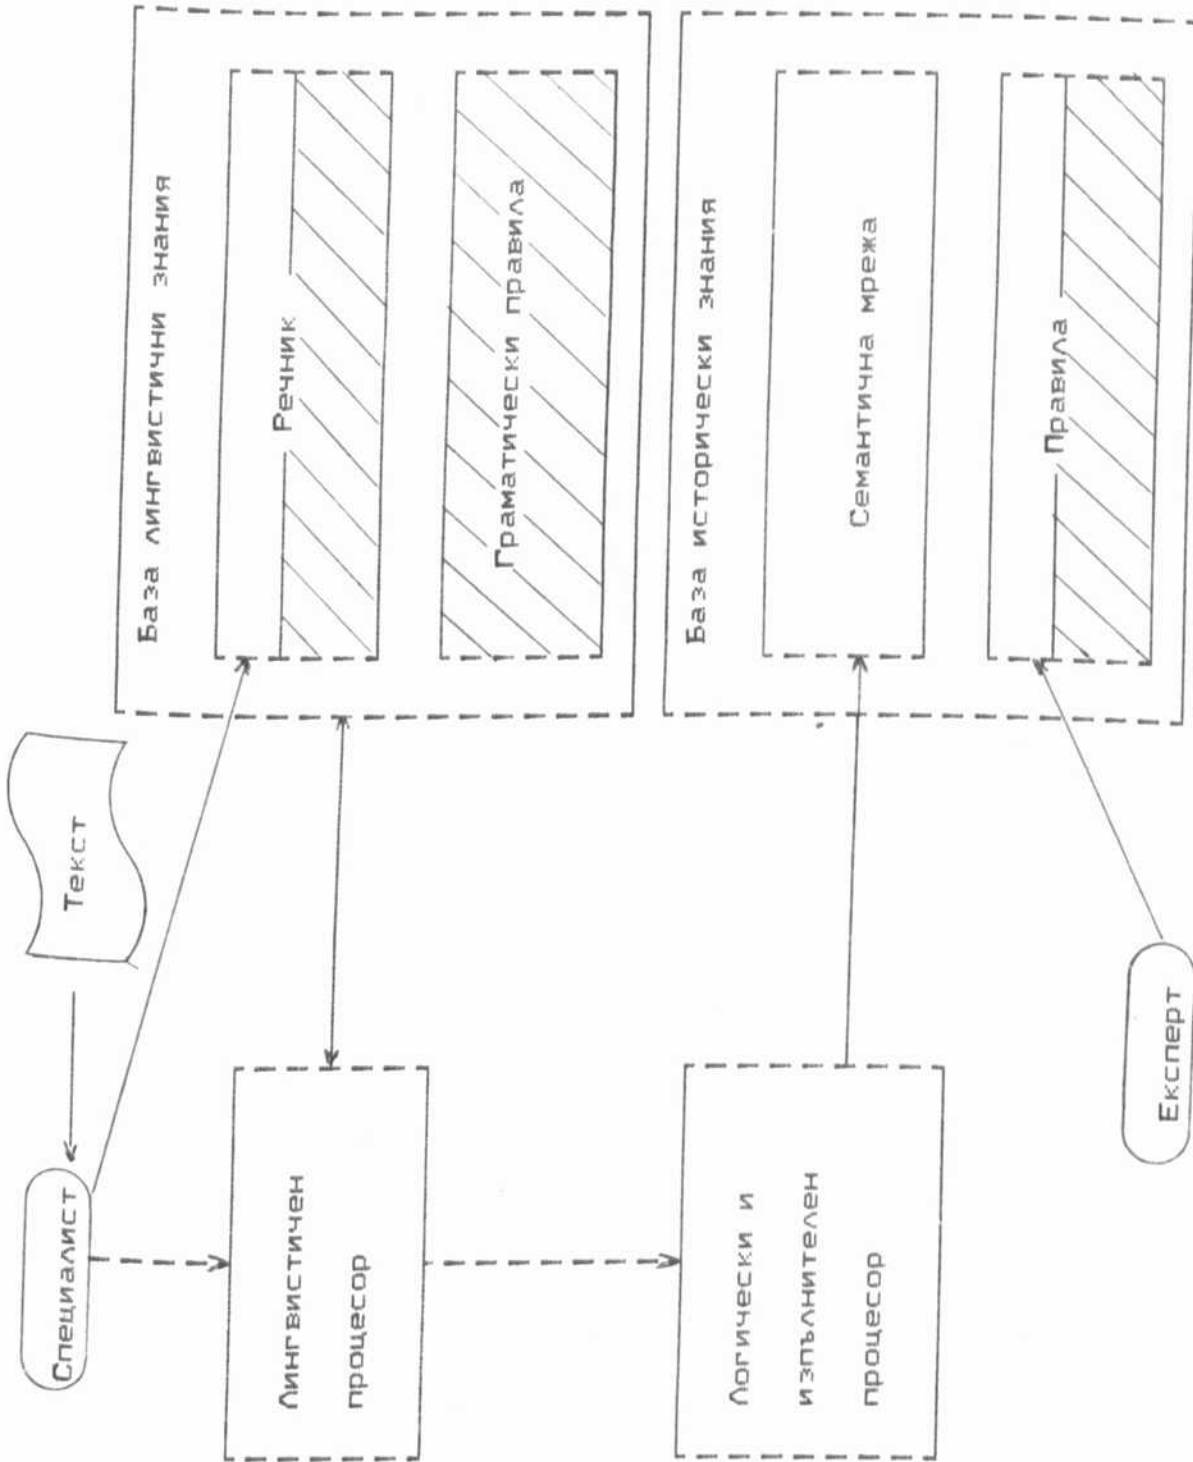 Текст
Специалист
База лингвистични знания
Речник
Граматически правила
Лингвистичен
процесор
База исторически знания
Семантична мрежа
Правила
Логически и
изпълнителен
процесор
Експерт